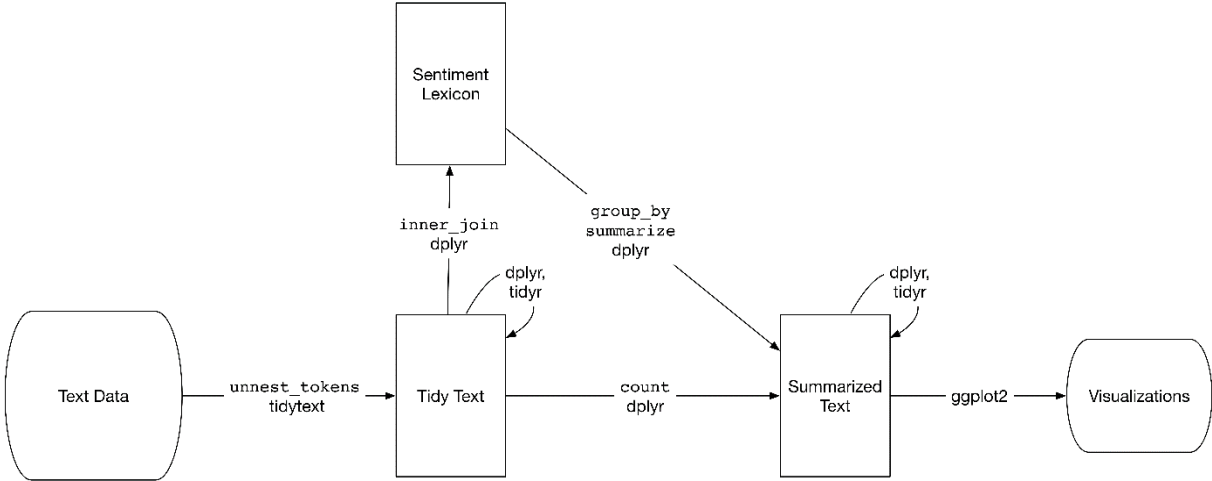 Sentiment
Lexicon
inner_join
dplyr
group_by
summarize
dplyr
dplyr,
tidyr
dplyr,
tidyr
Text Data
unnest_tokens
tidytext
Tidy Text
count
dplyr
Summarized
Text
ggplot2
Visualizations